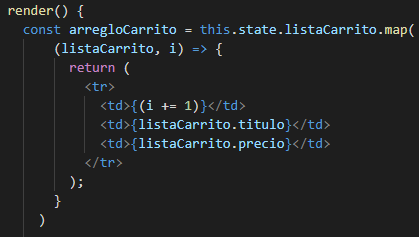 render() {
const arregloCarrito = this.state.listaCarrito.map(
(listaCarrito, i) => {
return (
<tr>
<td>{(i += 1)}</td>
<td>{listaCarrito.titulo}</td>
<td>{listaCarrito.precio}</td>
</tr>
);
}
)